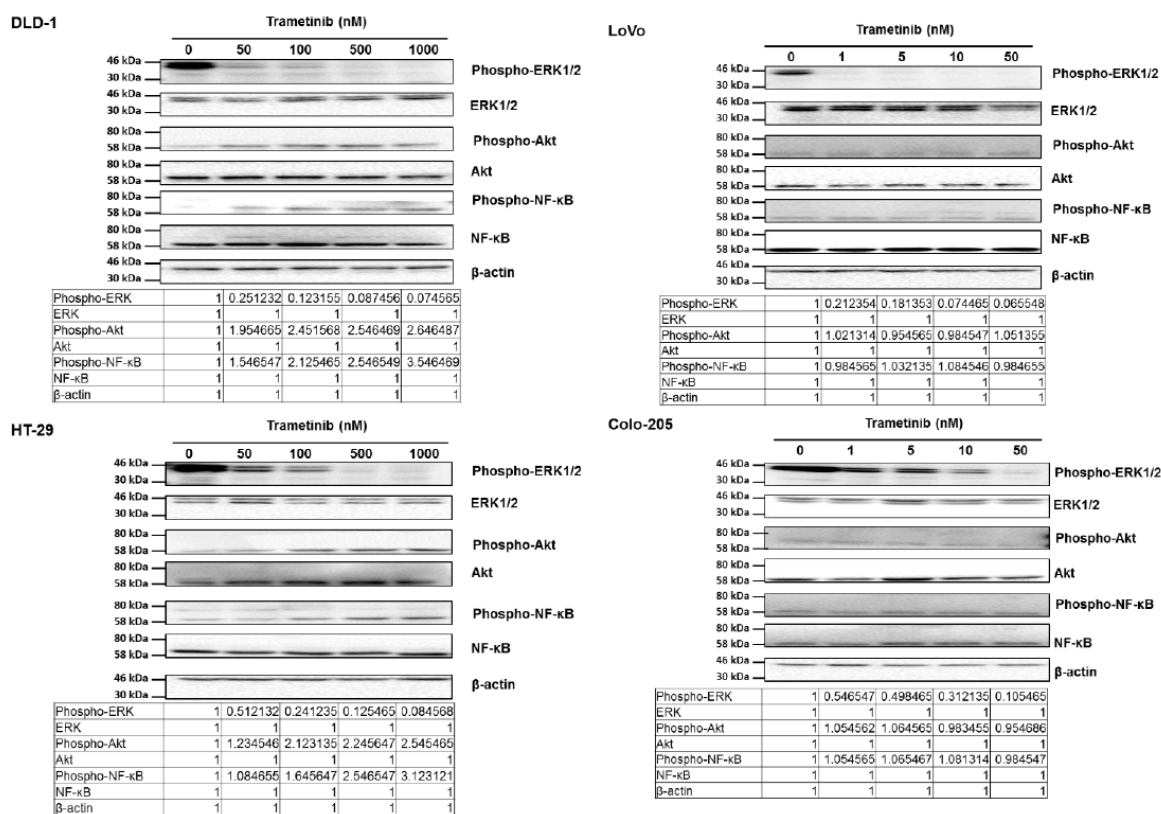 DLD-1
Trametinib (nM)
0 50 100 500 1000
46 kDa
30 kDa
Phospho-ERK1/2
46 kDa
30 kDa
ERK1/2
80 kDa
58 kDa
Phospho-Akt
80 kDa
58 kDa
Akt
80 kDa
58 kDa
Phospho-NF-κB
80 kDa
58 kDa
NF-κB
46 kDa
30 kDa
β-actin
Phospho-ERK 1 0.251232 0.123155 0.087456 0.074565
ERK 1 1 1 1 1
Phospho-Akt 1 1.954665 2.451568 2.546469 2.646487
Akt 1 1 1 1 1
Phospho-NF-κB 1 1.546547 2.125465 2.546549 3.546469
NF-κB 1 1 1 1 1
β-actin 1 1 1 1 1
LoVo
Trametinib (nM)
0 1 5 10 50
46 kDa
30 kDa
Phospho-ERK1/2
46 kDa
30 kDa
ERK1/2
80 kDa
58 kDa
Phospho-Akt
80 kDa
58 kDa
Akt
80 kDa
58 kDa
Phospho-NF-κB
80 kDa
58 kDa
NF-κB
46 kDa
30 kDa
β-actin
Phospho-ERK 1 0.212354 0.181353 0.074465 0.065548
ERK 1 1 1 1 1
Phospho-Akt 1 1.021314 0.954565 0.984547 1.051355
Akt 1 1 1 1 1
Phospho-NF-κB 1 0.984565 1.032135 1.084546 0.984655
NF-κB 1 1 1 1 1
β-actin 1 1 1 1 1
HT-29
Trametinib (nM)
0 50 100 500 1000
46 kDa
30 kDa
Phospho-ERK1/2
46 kDa
30 kDa
ERK1/2
80 kDa
58 kDa
Phospho-Akt
80 kDa
58 kDa
Akt
80 kDa
58 kDa
Phospho-NF-κB
80 kDa
58 kDa
NF-κB
46 kDa
30 kDa
β-actin
Phospho-ERK 1 0.512132 0.241235 0.125465 0.084568
ERK 1 1 1 1 1
Phospho-Akt 1 1.234546 2.123135 2.245647 2.545465
Akt 1 1 1 1 1
Phospho-NF-κB 1 1.084655 1.645647 2.546547 3.123121
NF-κB 1 1 1 1 1
β-actin 1 1 1 1 1
Colo-205
Trametinib (nM)
0 1 5 10 50
46 kDa
30 kDa
Phospho-ERK1/2
46 kDa
30 kDa
ERK1/2
80 kDa
58 kDa
Phospho-Akt
80 kDa
58 kDa
Akt
80 kDa
58 kDa
Phospho-NF-κB
80 kDa
58 kDa
NF-κB
46 kDa
30 kDa
β-actin
Phospho-ERK 1 0.546547 0.498465 0.312135 0.105465
ERK 1 1 1 1 1
Phospho-Akt 1 1.054562 1.064565 0.983455 0.954686
Akt 1 1 1 1 1
Phospho-NF-κB 1 1.054565 1.065467 1.081314 0.984547
NF-κB 1 1 1 1 1
β-actin 1 1 1 1 1